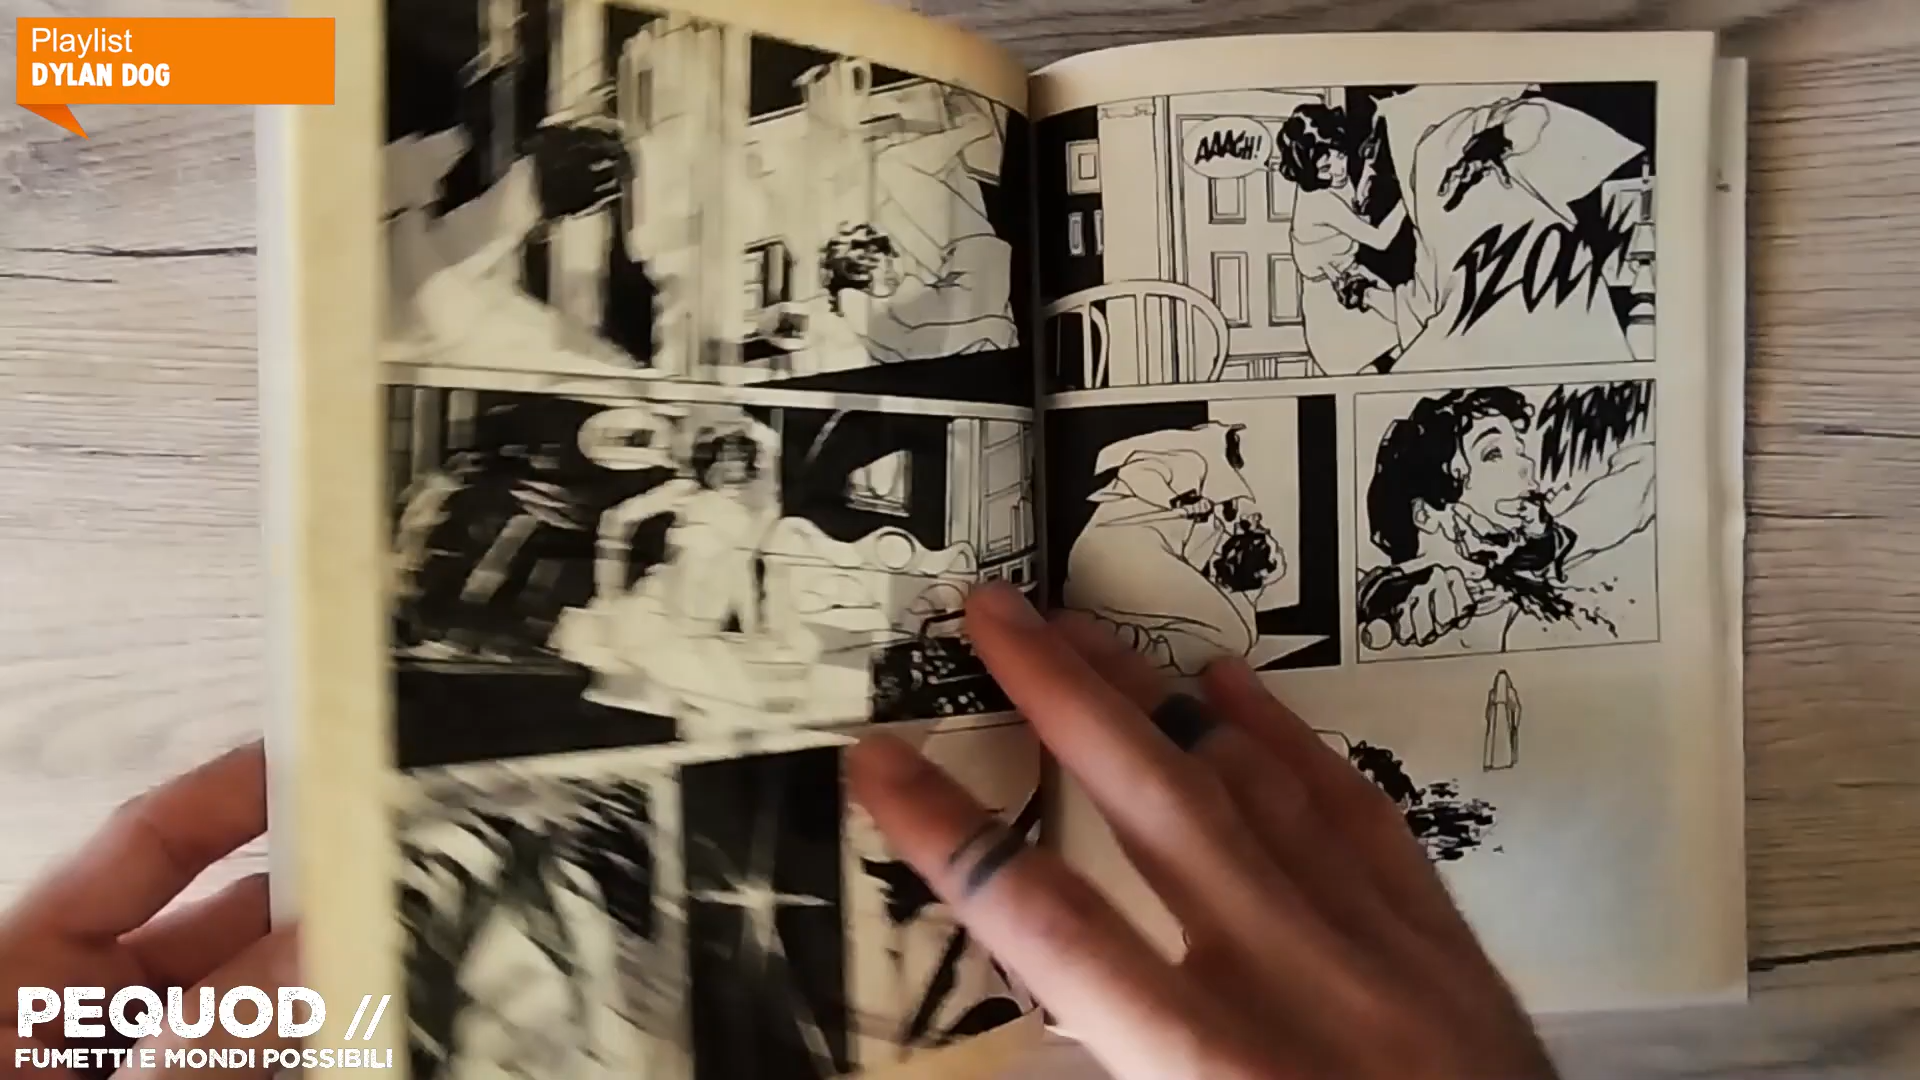 Playlist
DYLAN DOG
AAAGH!
PEQUOD //
FUMETTI E MONDI POSSIBILI